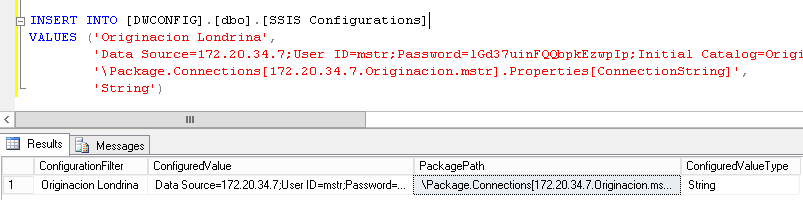 INSERT INTO [DWCONFIG].[dbo].[SSIS Configurations]
VALUES ('Originacion Londrina',
'Data Source=172.20.34.7;User ID=mstr;Password=lGd37uinFQQbpkEzwpIp;Initial Catalog=Origi
'\Package.Connections[172.20.34.7.Originacion.mstr].Properties[ConnectionString]',
'String')
Results Messages
ConfigurationFilter ConfiguredValue PackagePath ConfiguredValueType
1 Originacion Londrina Data Source=172.20.34.7;User ID=mstr;Password=... \Package.Connections[172.20.34.7.Originacion.ms... String